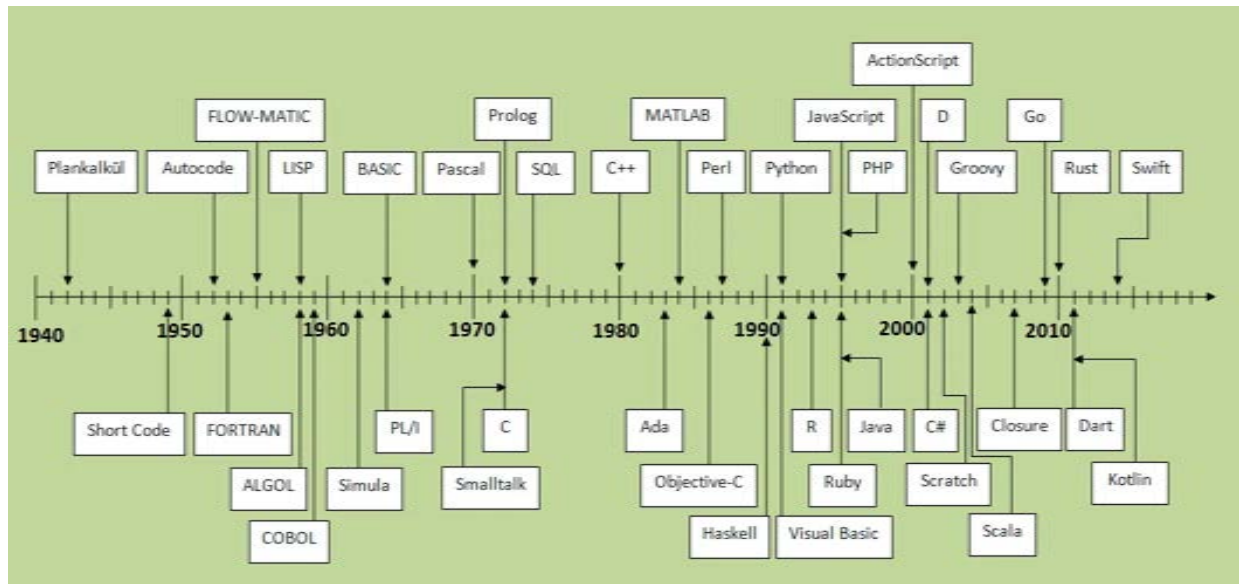 ActionScript
FLOW-MATIC
Prolog
MATLAB
JavaScript
D
Go
Plankalkül
Autocode
LISP
BASIC
Pascal
SQL
C++
Perl
Python
PHP
Groovy
Rust
Swift
1940
1950
1960
1970
1980
1990
2000
2010
Short Code
FORTRAN
PL/I
C
Ada
R
Java
C#
Closure
Dart
ALGOL
Simula
Smalltalk
Objective-C
Ruby
Scratch
Kotlin
COBOL
Haskell
Visual Basic
Scala